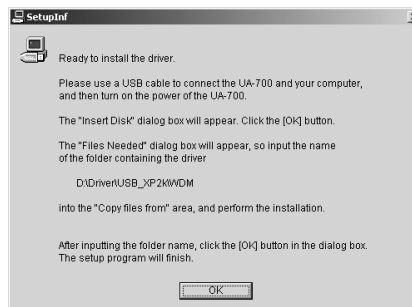 SetupInf
Ready to install the driver.
Please use a USB cable to connect the UA-700 and your computer,
and then turn on the power of the UA-700.
The "Insert Disk" dialog box will appear. Click the [OK] button.
The "Files Needed" dialog box will appear, so input the name
of the folder containing the driver
D:\Driver\USB_XP2k\WDM
into the "Copy files from" area, and perform the installation.
After inputting the folder name, click the [OK] button in the dialog box.
The setup program will finish.
OK